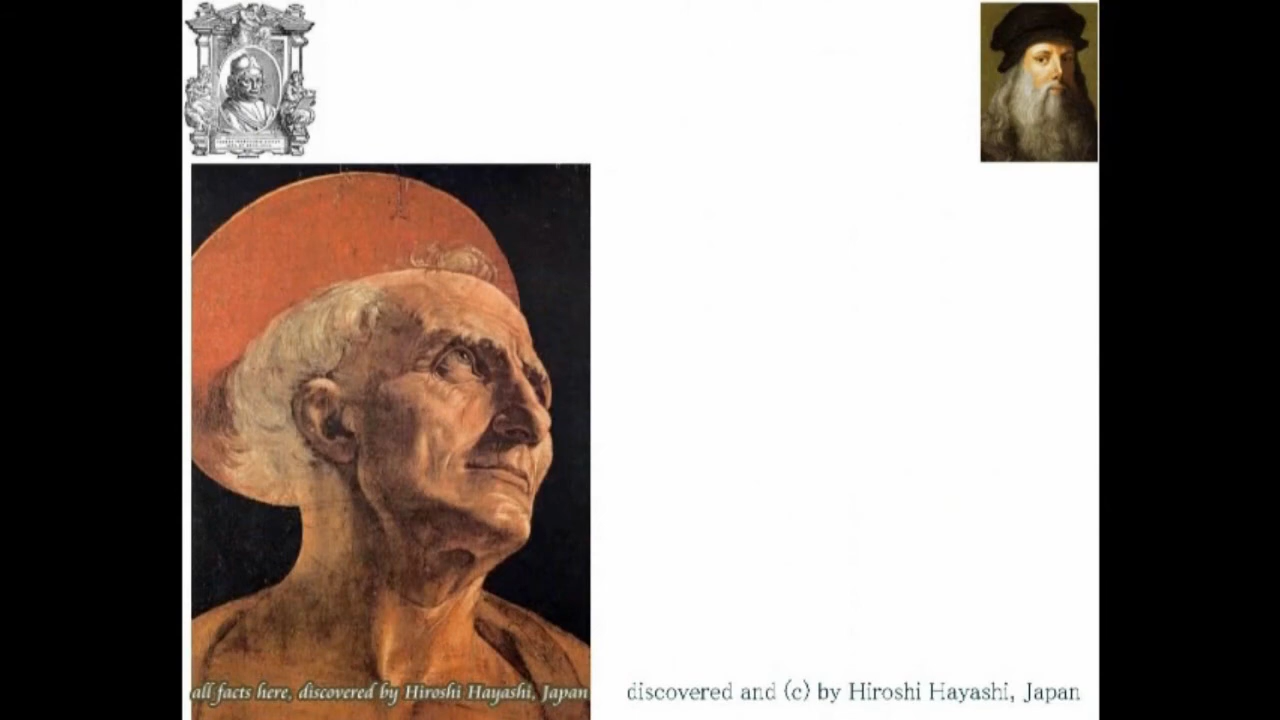 all facts here, discovered by Hiroshi Hayashi, Japan
discovered and (c) by Hiroshi Hayashi, Japan